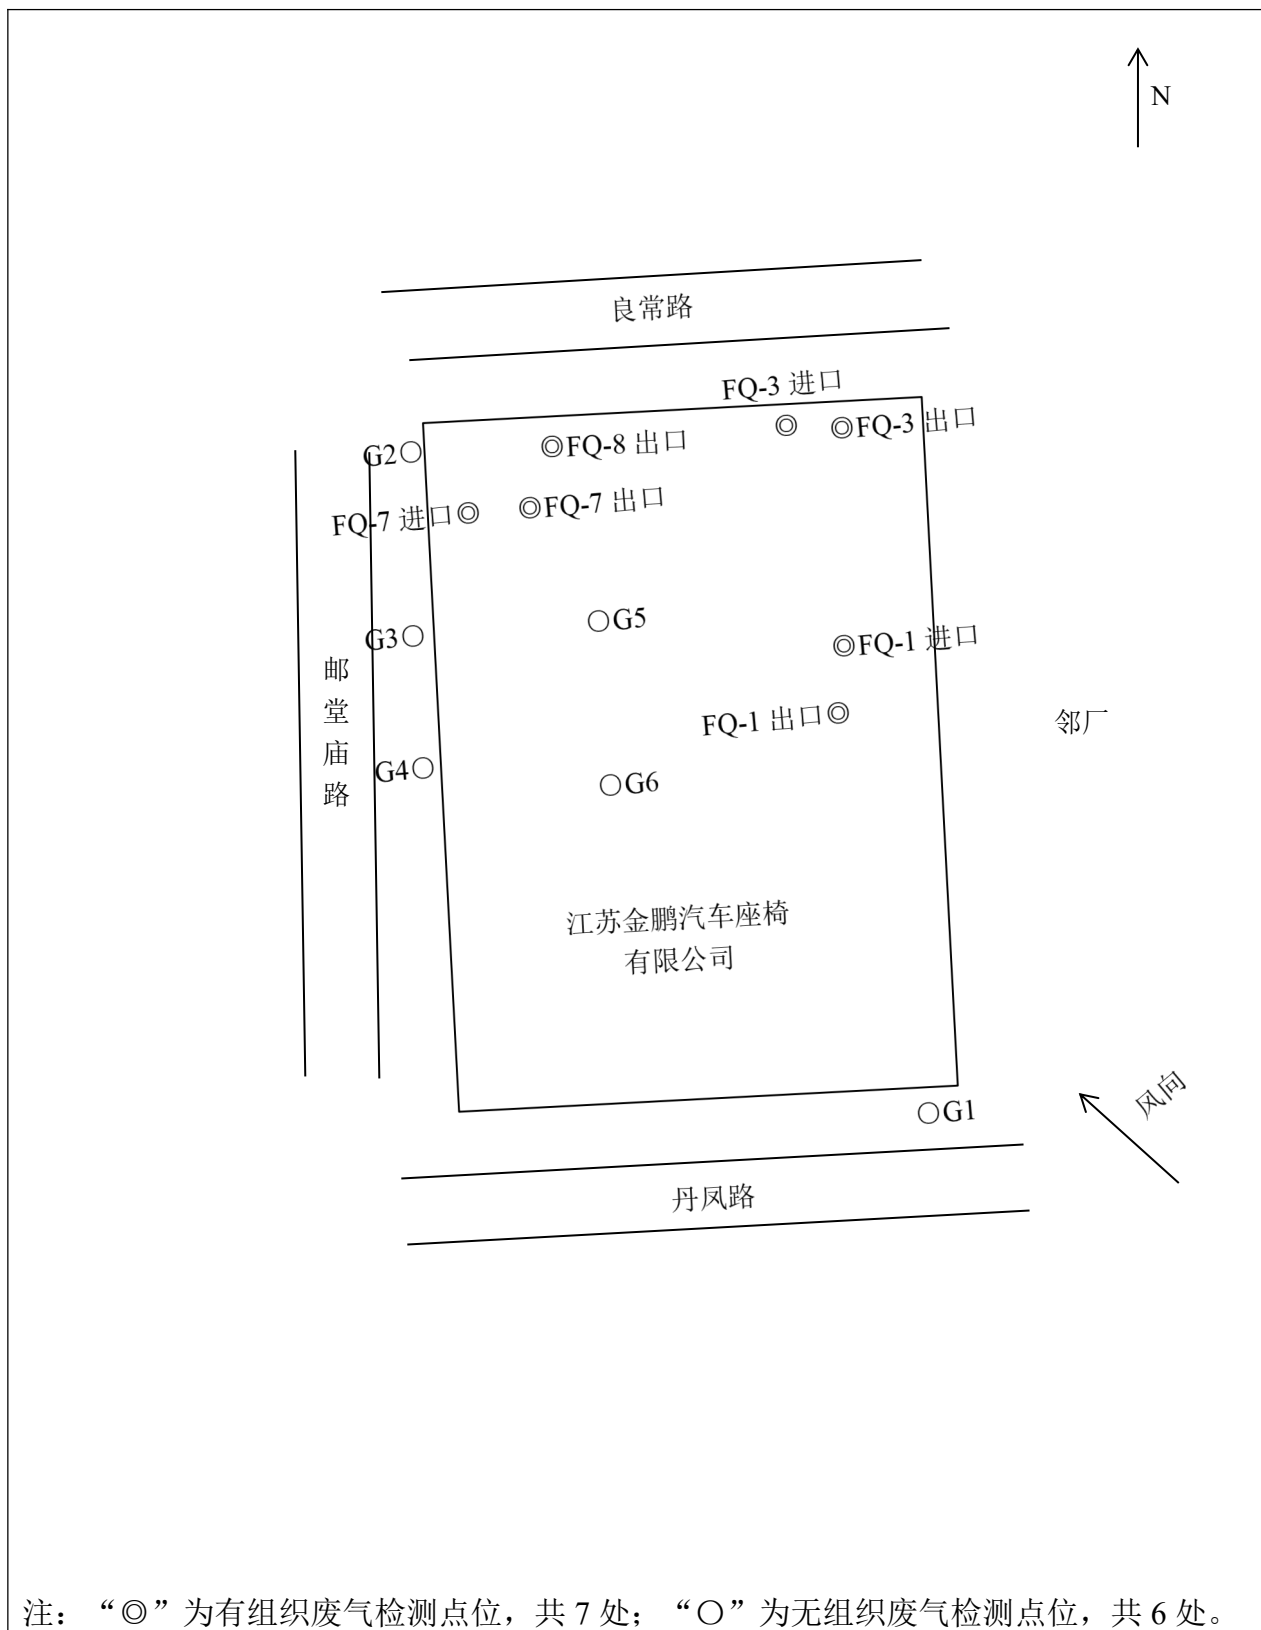 N
良常路
FQ-3 进口
FQ-3 出口
G2
FQ-8 出口
FQ-7 进口
FQ-7 出口
G3
G5
FQ-1 进口
邮堂庙路
FQ-1 出口
邻厂
G4
G6
江苏金鹏汽车座椅
有限公司
风向
G1
丹凤路
注：“◎”为有组织废气检测点位，共 7 处；“○”为无组织废气检测点位，共 6 处。